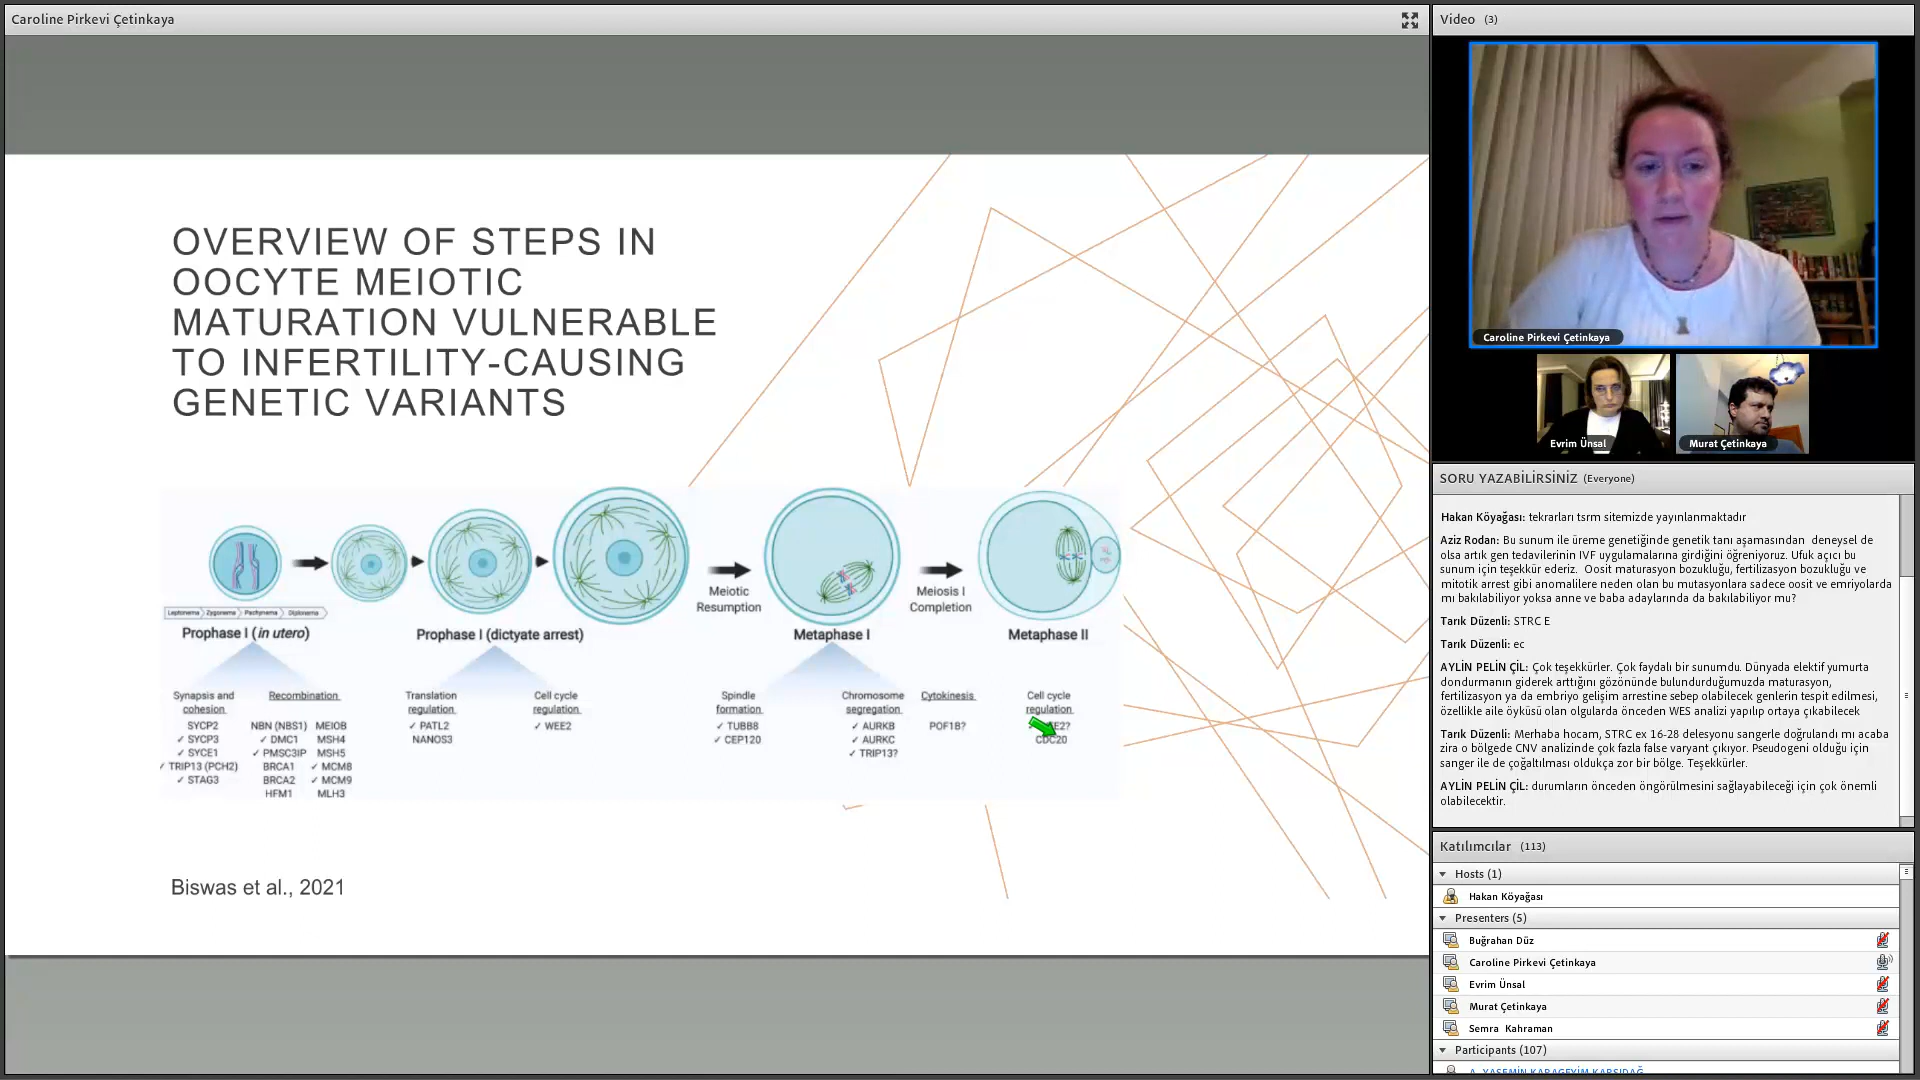 Caroline Pirkevi Çetinkaya
OVERVIEW OF STEPS IN
OOCYTE MEIOTIC
MATURATION VULNERABLE
TO INFERTILITY-CAUSING
GENETIC VARIANTS
Meiotic
Resumption
Meiosis I
Completion
Leptonema Zygonema Pachynema Diplonema
Prophase I (in utero)
Prophase I (dictyate arrest)
Metaphase I
Metaphase II
Synapsis and
cohesion
SYCP2
✓ SYCP3
✓ SYCE1
✓ TRIP13 (PCH2)
✓ STAG3
Recombination
NBN (NBS1) MEIOB
✓ DMC1 MSH4
✓ PMSC3IP MSH5
BRCA1 ✓ MCM8
BRCA2 ✓ MCM9
HFM1 MLH3
Translation
regulation
✓ PATL2
NANOS3
Cell cycle
regulation
✓ WEE2
Spindle
formation
✓ TUBB8
✓ CEP120
Chromosome
segregation
✓ AURKB
✓ AURKC
✓ TRIP13?
Cytokinesis
POF1B?
Cell cycle
regulation
CDC20
Biswas et al., 2021
Video (3)
Caroline Pirkevi Çetinkaya
Evrim Ünsal
Murat Çetinkaya
SORU YAZABİLİRSİNİZ (Everyone)
Hakan Köyağası: tekrarları tsrm sitemizde yayınlanmaktadır
Aziz Rodan: Bu sunum ile üreme genetiğinde genetik tanı aşamasından deneysel de
olsa artık gen tedavilerinin IVF uygulamalarına girdiğini öğreniyoruz. Ufuk açıcı bu
sunum için teşekkür ederiz. Oosit maturasyon bozukluğu, fertilizasyon bozukluğu ve
mitotik arrest gibi anomalilere neden olan bu mutasyonlara sadece oosit ve emriyolarda
mı bakılabiliyor yoksa anne ve baba adaylarında da bakılabiliyor mu?
Tarık Düzenli: STRC E
Tarık Düzenli: ec
AYLİN PELİN ÇİL: Çok teşekkürler. Çok faydalı bir sunumdu. Dünyada elektif yumurta
dondurmanın giderek arttığını gözönünde bulundurduğumuzda maturasyon,
fertilizasyon ya da embriyo gelişim arrestine sebep olabilecek genlerin tespit edilmesi,
özellikle aile öyküsü olan olgularda önceden WES analizi yapılıp ortaya çıkabilecek
Tarık Düzenli: Merhaba hocam, STRC ex 16-28 delesyonu sangerle doğrulandı mı acaba
zira o bölgede CNV analizinde çok fazla false varyant çıkıyor. Pseudogeni olduğu için
sanger ile de çoğaltılması oldukça zor bir bölge. Teşekkürler.
AYLİN PELİN ÇİL: durumların önceden öngörülmesini sağlayabileceği için çok önemli
olabilecektir.
Katılımcılar (113)
Hosts (1)
Hakan Köyağası
Presenters (5)
Buğrahan Düz
Caroline Pirkevi Çetinkaya
Evrim Ünsal
Murat Çetinkaya
Semra Kahraman
Participants (107)
A. YASEMİN KARAGEYİM KARŞIDAĞ